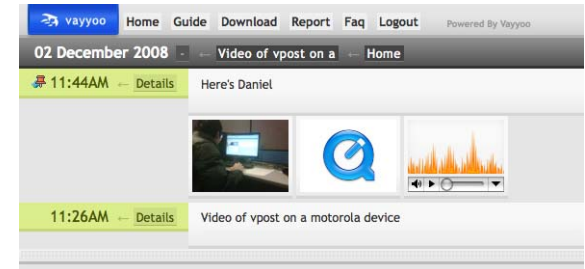 vayyoo Home Guide Download Report Faq Logout Powered By Vayyoo
02 December 2008 - ← Video of vpost on a ← Home
11:44AM ← Details Here's Daniel
11:26AM ← Details Video of vpost on a motorola device